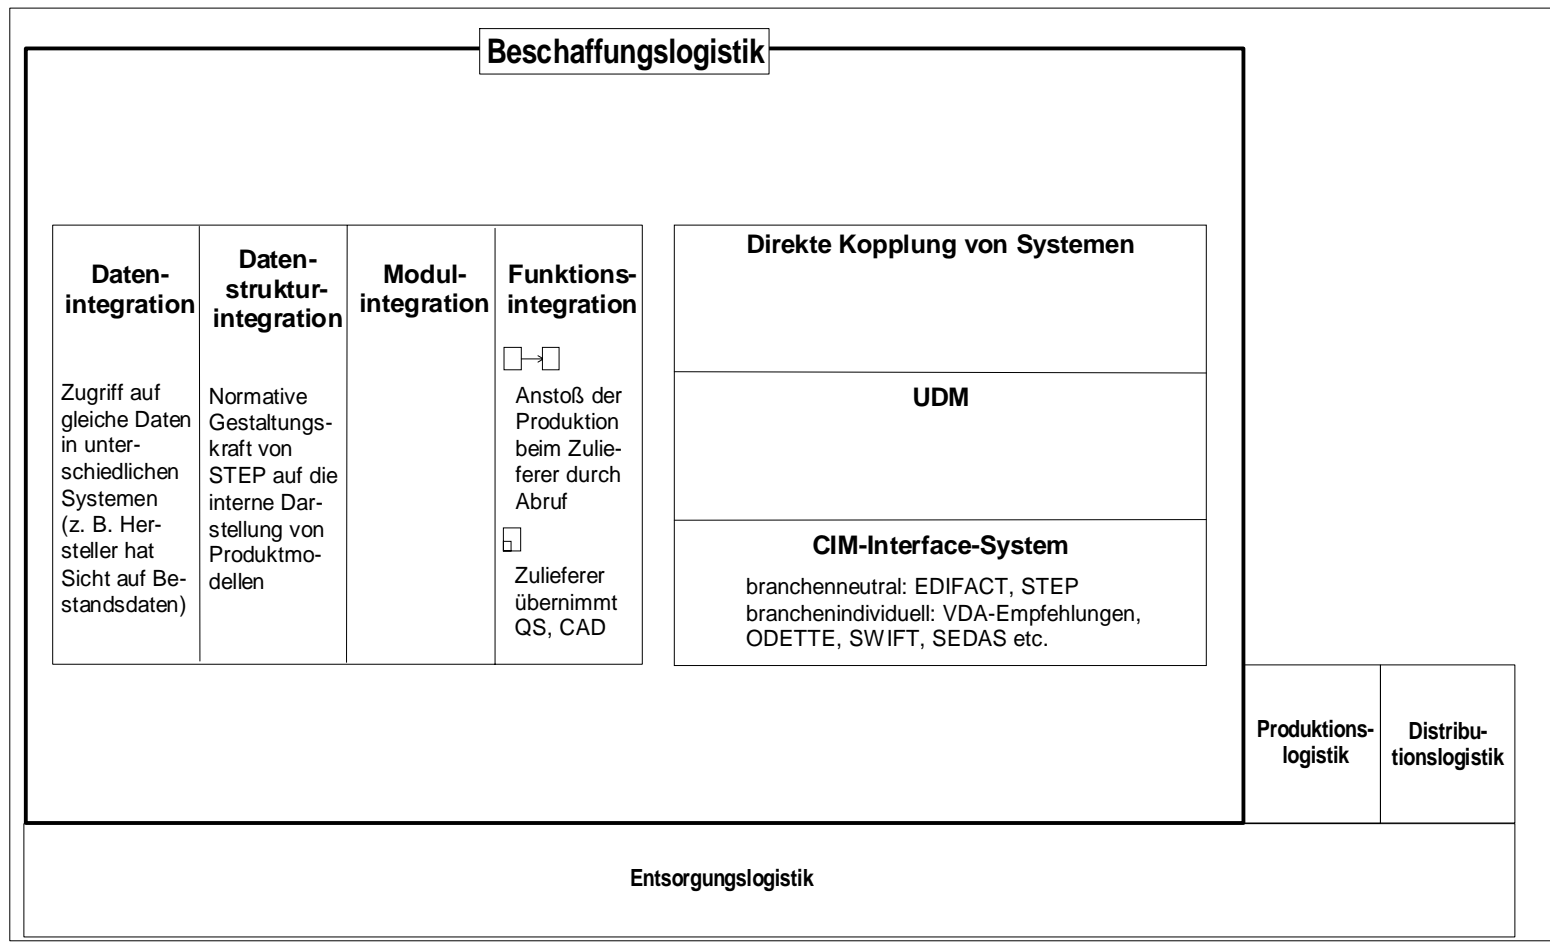 Beschaffungslogistik
Daten-
integration
Zugriff auf
gleiche Daten
in unter-
schiedlichen
Systemen
(z. B. Her-
steller hat
Sicht auf Be-
standsdaten)
Daten-
struktur-
integration
Normative
Gestaltungs-
kraft von
STEP auf die
interne Dar-
stellung von
Produktmo-
dellen
Modul-
integration
Funktions-
integration
Anstoß der
Produktion
beim Zulie-
ferer durch
Abruf
Zulieferer
übernimmt
QS, CAD
Direkte Kopplung von Systemen
UDM
CIM-Interface-System
branchenneutral: EDIFACT, STEP
branchenindividuell: VDA-Empfehlungen,
ODETTE, SWIFT, SEDAS etc.
Produktions-
logistik
Distribu-
tionslogistik
Entsorgungslogistik